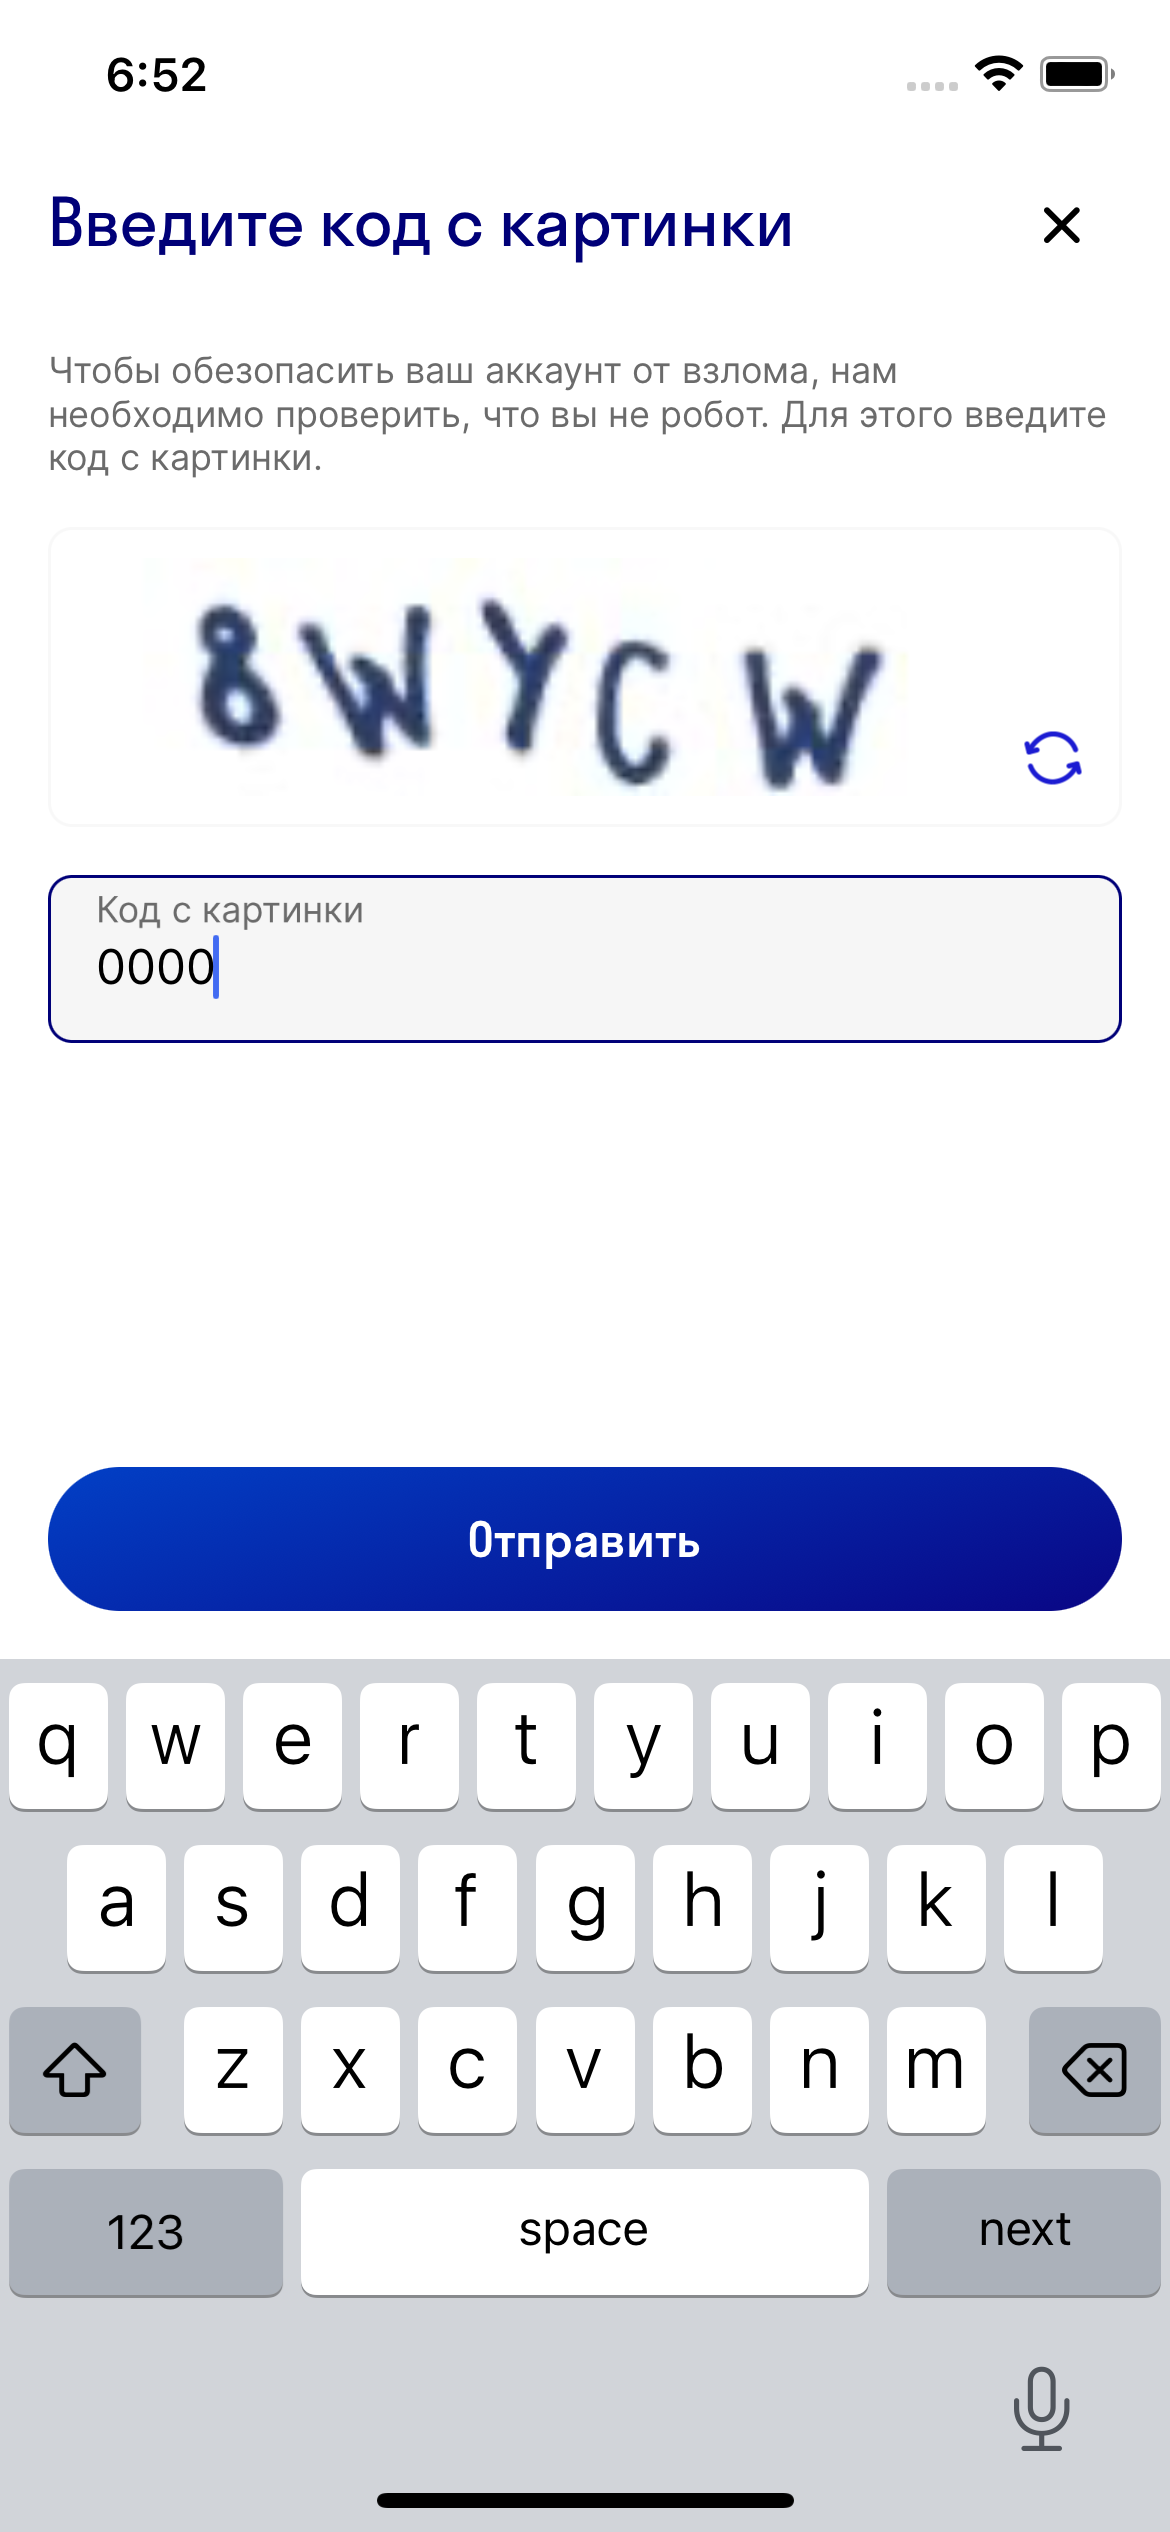 6:52
Введите код с картинки
Чтобы обезопасить ваш аккаунт от взлома, нам
необходимо проверить, что вы не робот. Для этого введите
код с картинки.
8WYCW
Код с картинки
0000
Отправить
q w e r t y u i o p
a s d f g h j k l
z x c v b n m
123 space next